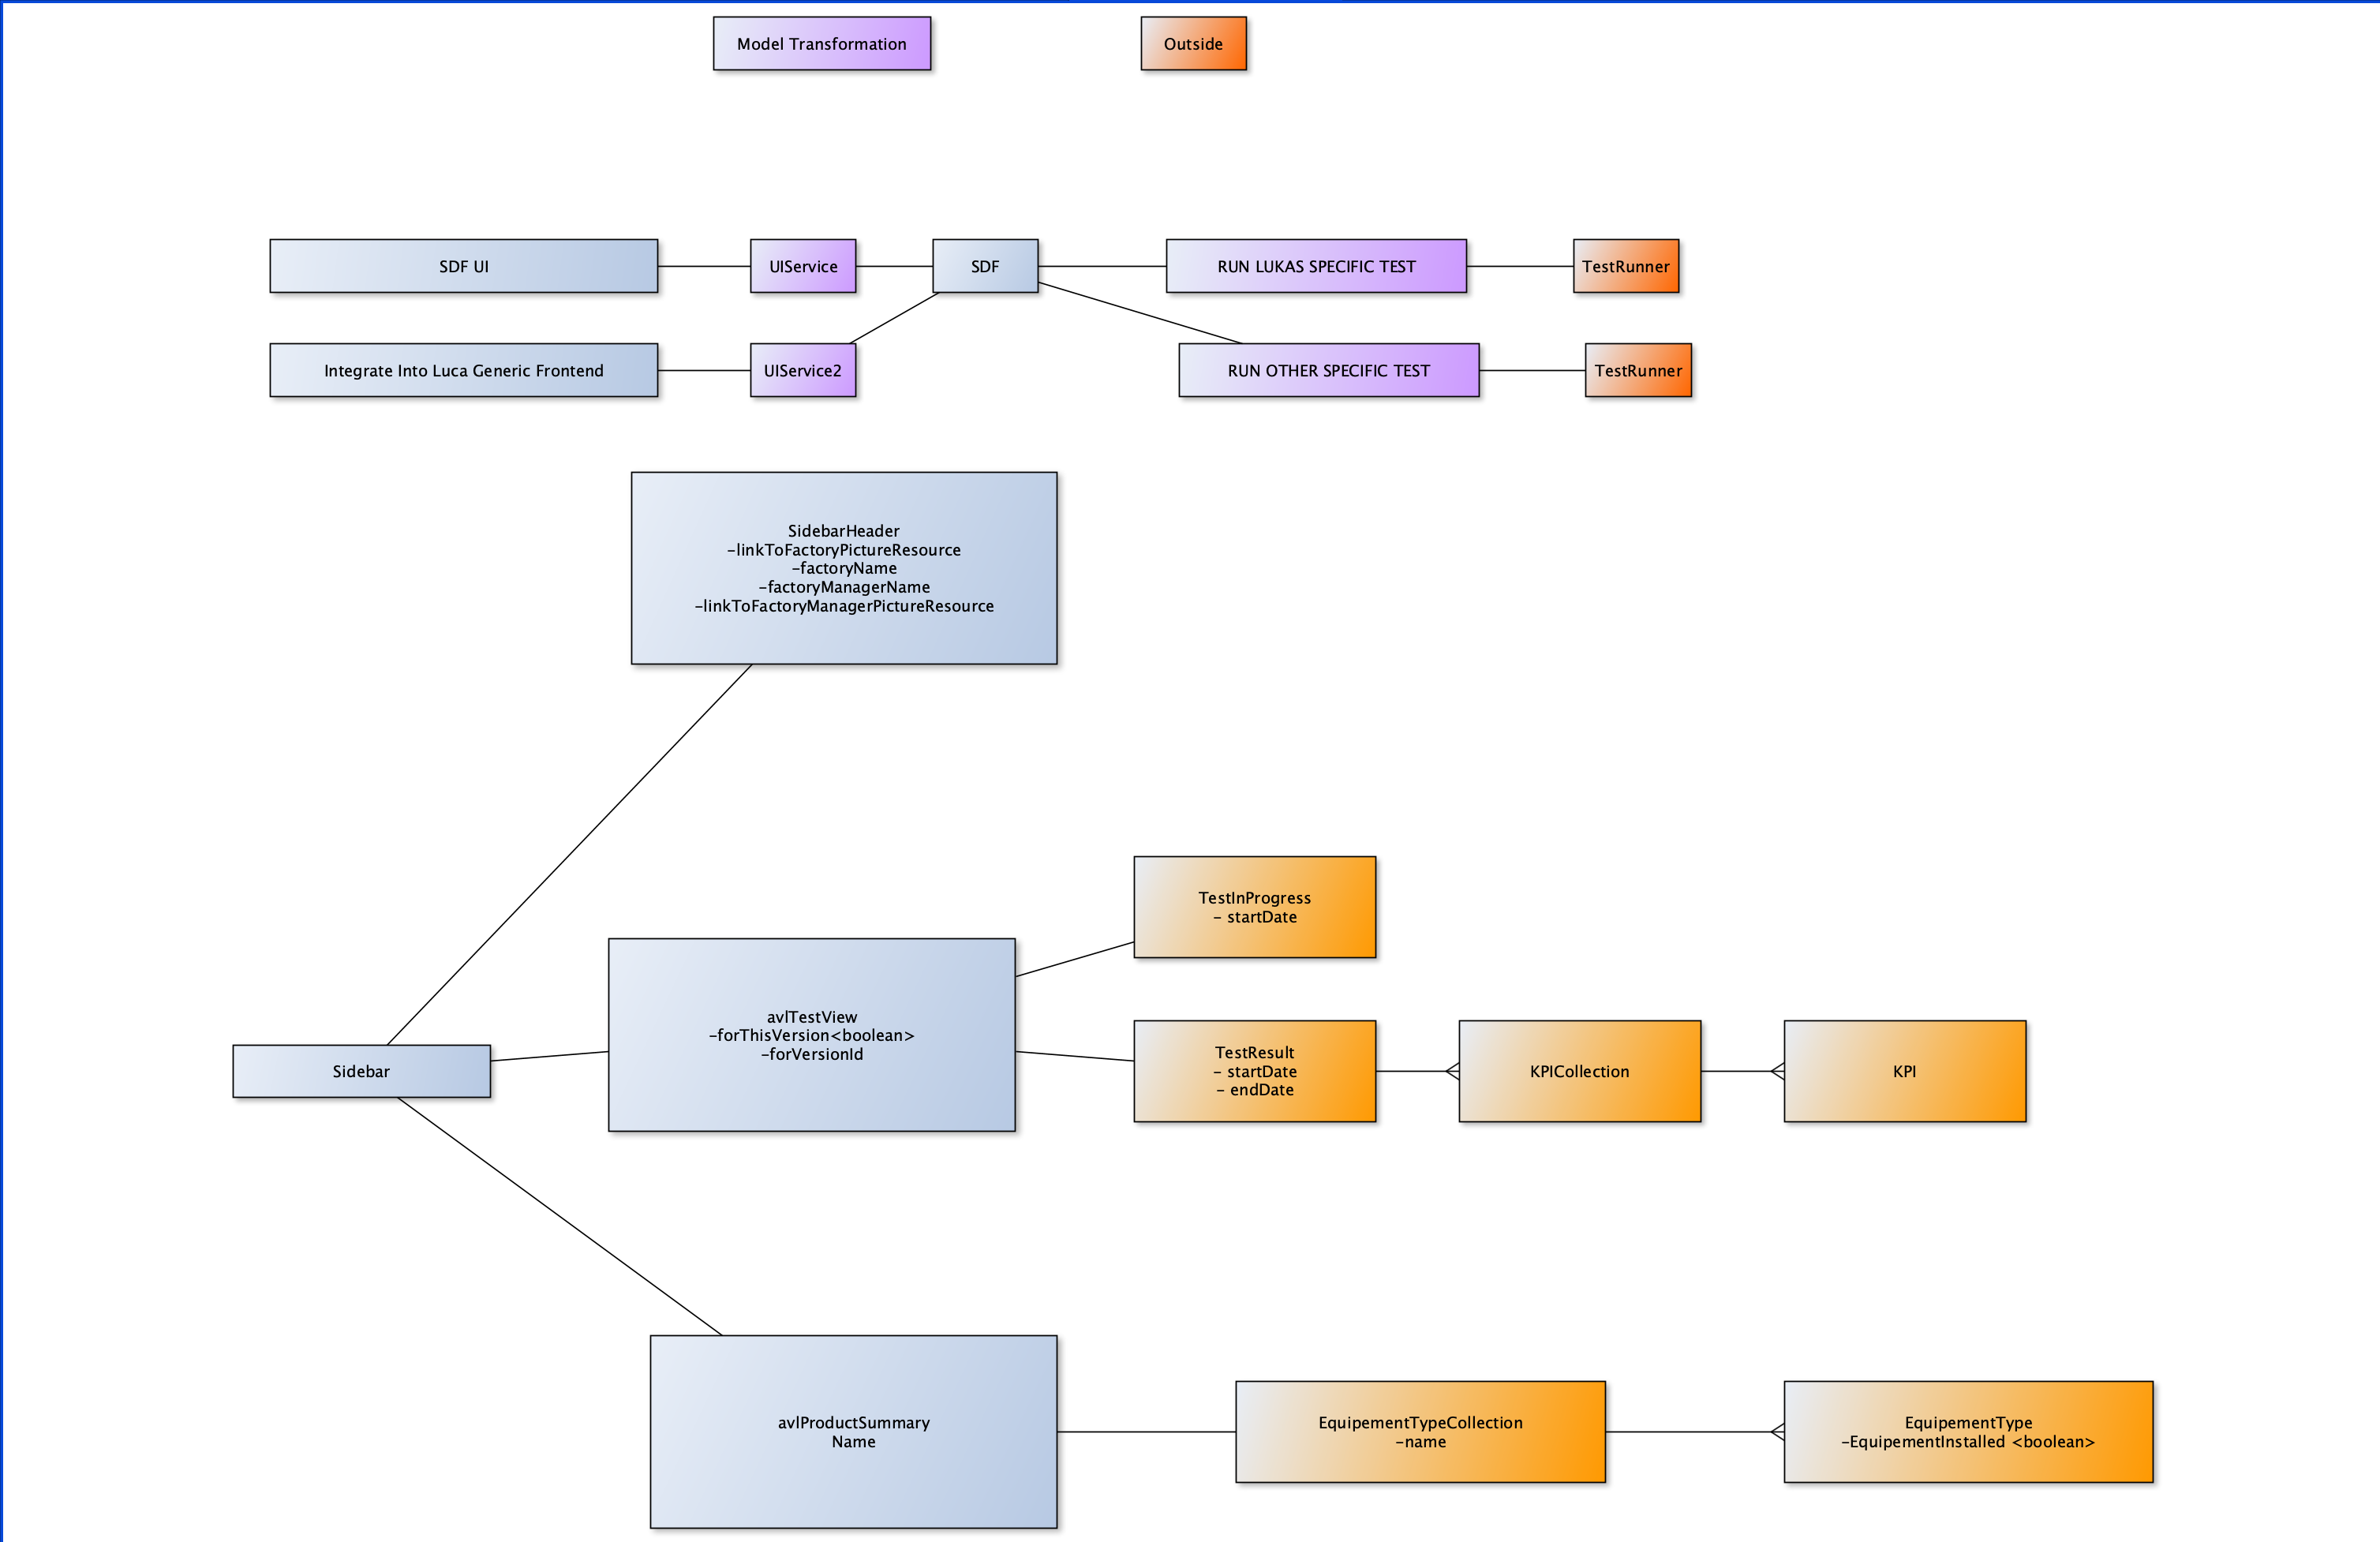 Model Transformation
Outside
SDF UI
UIService
SDF
RUN LUKAS SPECIFIC TEST
TestRunner
Integrate Into Luca Generic Frontend
UIService2
RUN OTHER SPECIFIC TEST
TestRunner
SidebarHeader
-linkToFactoryPictureResource
-factoryName
-factoryManagerName
-linkToFactoryManagerPictureResource
TestInProgress
- startDate
avlTestView
-forThisVersion<boolean>
-forVersionId
Sidebar
TestResult
- startDate
- endDate
KPICollection
KPI
avlProductSummary
Name
EquipementTypeCollection
-name
EquipementType
-EquipementInstalled <boolean>